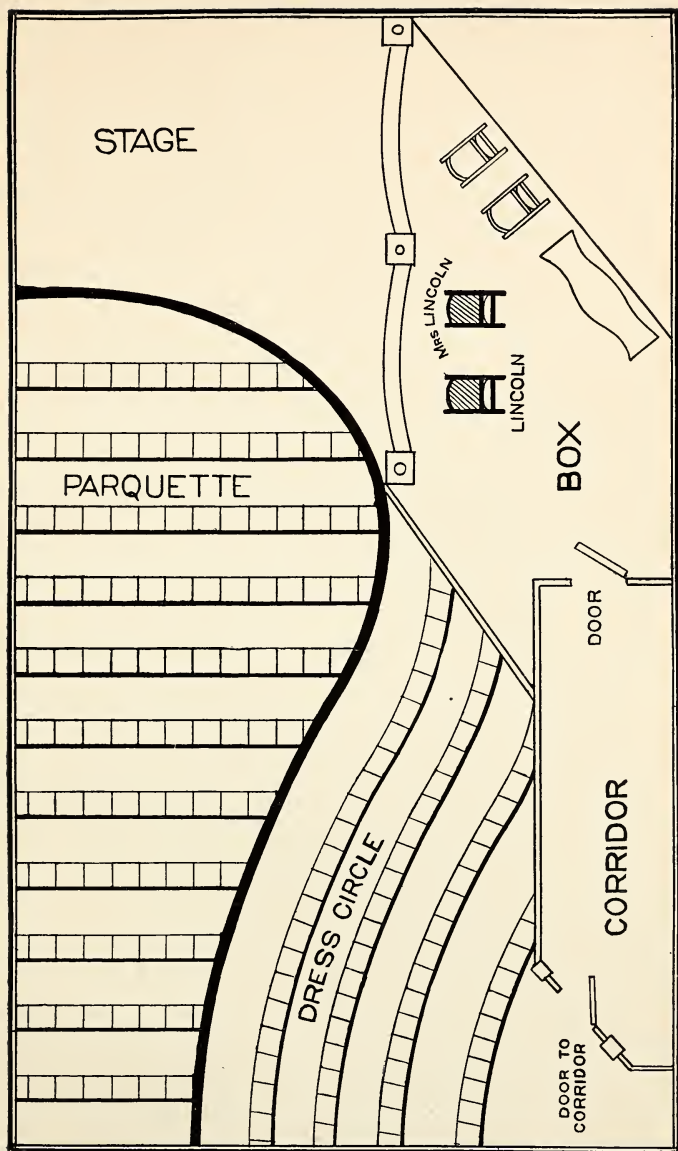 STAGE
MRS LINCOLN
LINCOLN
BOX
PARQUETTE
DOOR
DRESS CIRCLE
CORRIDOR
DOOR TO
CORRIDOR